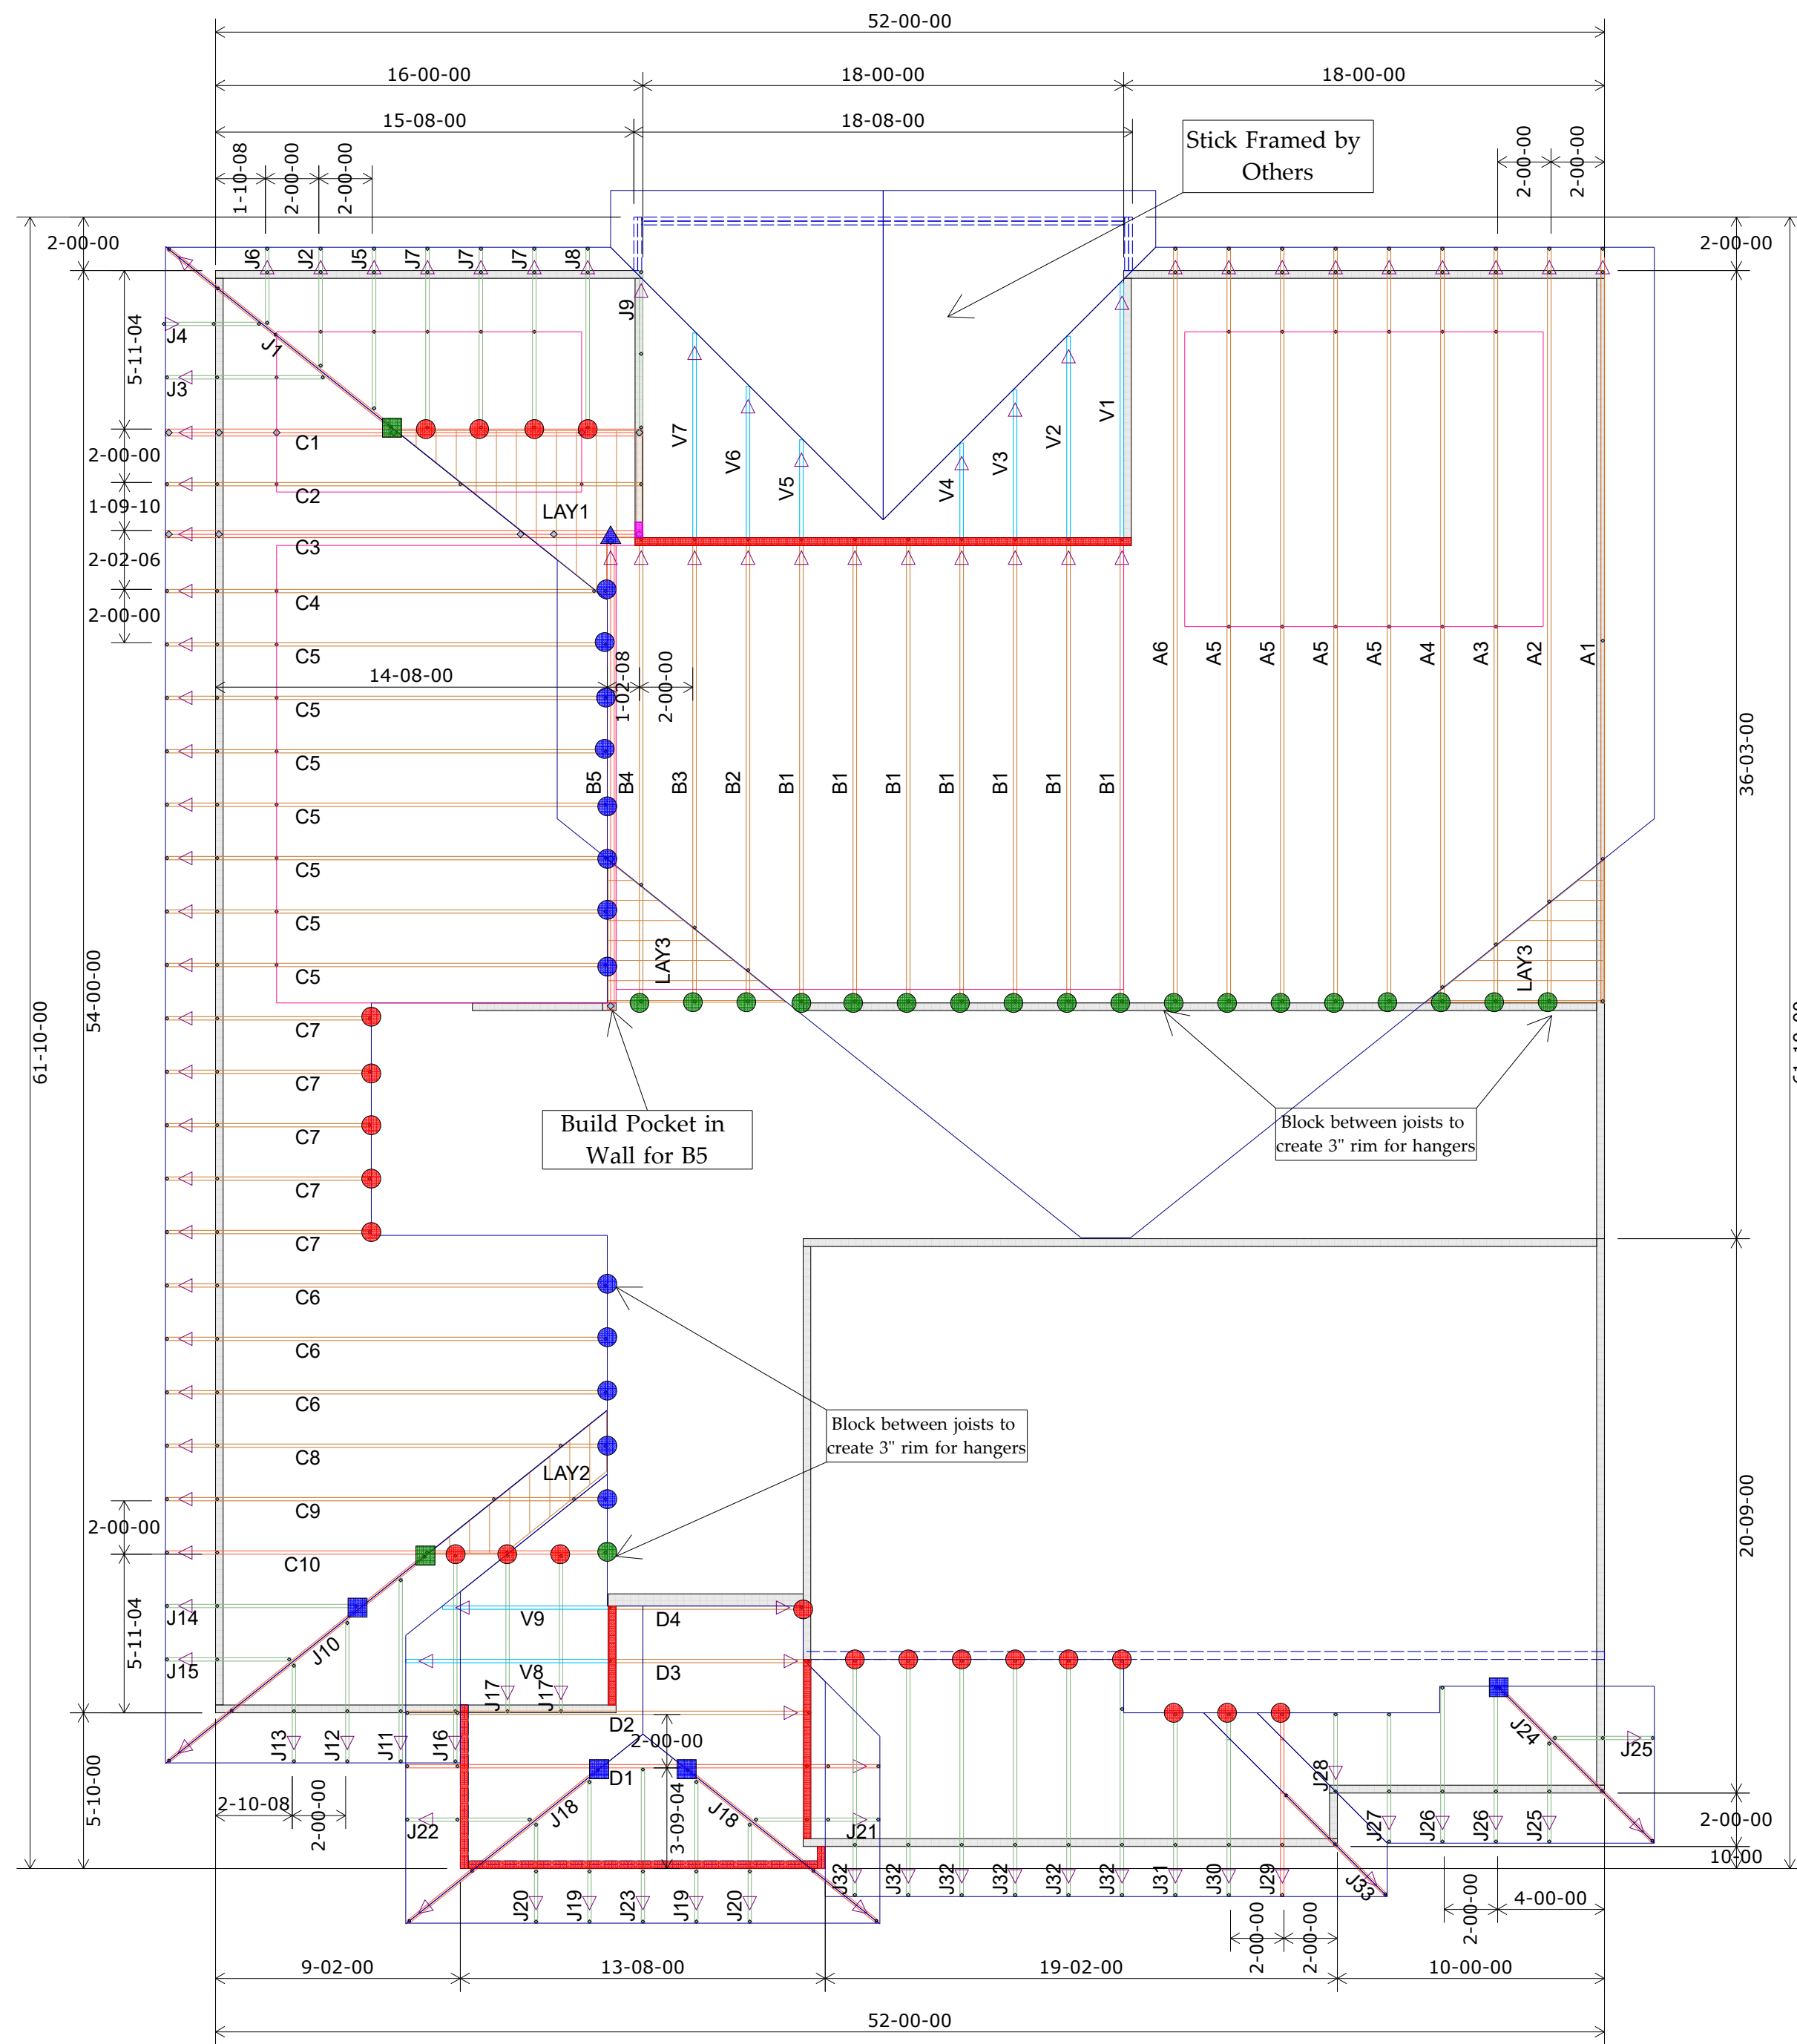 52-00-00
16-00-00
18-00-00
18-00-00
15-08-00
18-08-00
Stick Framed by
Others
1-10-08
2-00-00
2-00-00
2-00-00
2-00-00
2-00-00
2-00-00
J6
J2
J5
J7
J7
J7
J8
J9
J4
J1
J3
5-11-04
C1
2-00-00
C2
1-09-10
LAY1
C3
2-02-06
C4
2-00-00
C5
14-08-00
1-02-08
2-00-00
C5
C5
C5
C5
C5
C5
V7
V6
V5
V4
V3
V2
V1
B5
B4
B3
B2
B1
B1
B1
B1
B1
B1
B1
A6
A5
A5
A5
A5
A4
A3
A2
A1
36-03-00
LAY3
LAY3
61-10-00
54-00-00
C7
C7
C7
C7
C7
Build Pocket in
Wall for B5
Block between joists to
create 3" rim for hangers
C6
C6
C6
C8
LAY2
C9
2-00-00
C10
Block between joists to
create 3" rim for hangers
20-09-00
5-11-04
J14
J10
J15
V9
D4
V8
D3
J17
J17
D2
2-00-00
D1
3-09-04
J13
J12
J11
J16
2-10-08
2-00-00
5-10-00
J22
J18
J18
J21
J20
J19
J23
J19
J20
J32
J32
J32
J32
J32
J32
J31
J30
J29
J33
J28
J27
J26
J26
J25
J24
J25
2-00-00
10-00
2-00-00
4-00-00
2-00-00
2-00-00
9-02-00
13-08-00
19-02-00
10-00-00
52-00-00